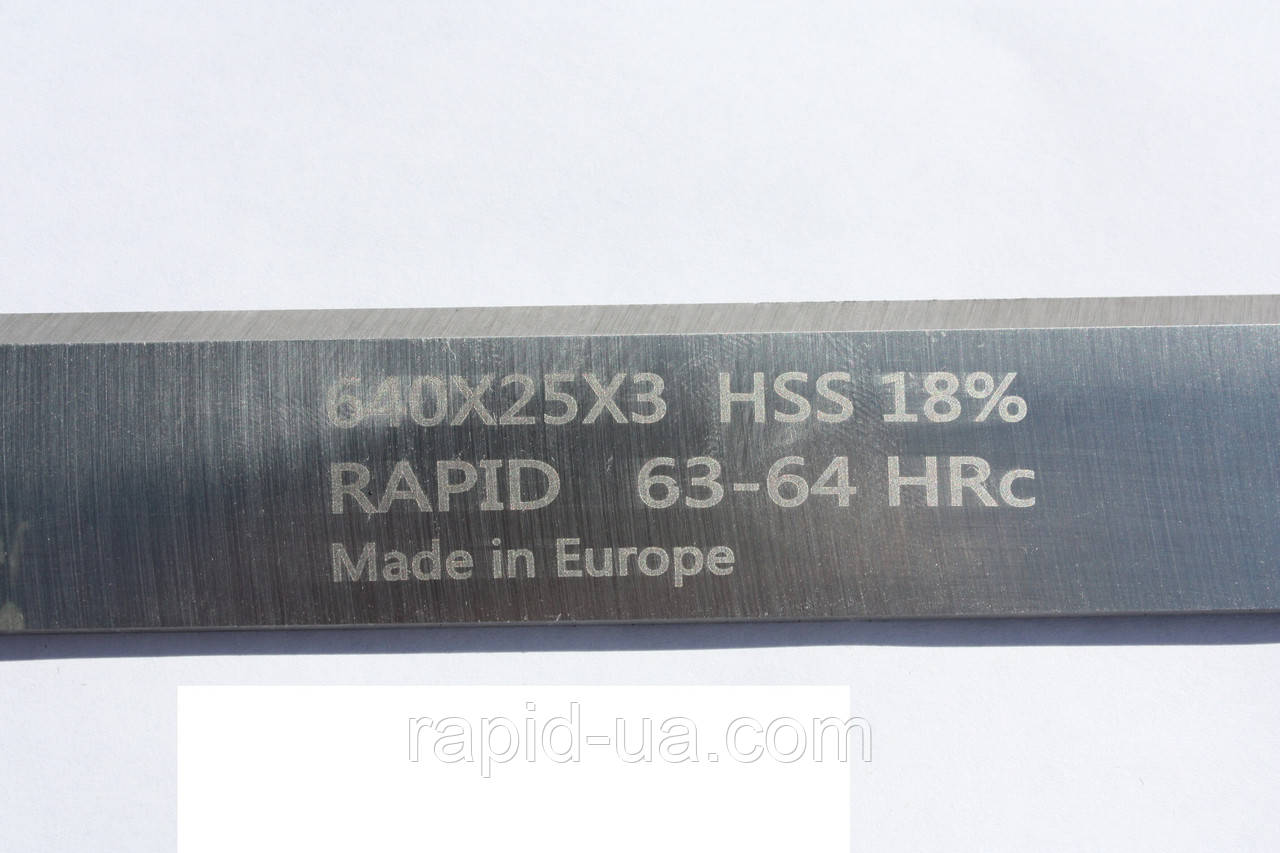 640X25X3 HSS 18%
RAPID 63-64 HRc
Made in Europe
rapid-ua.com